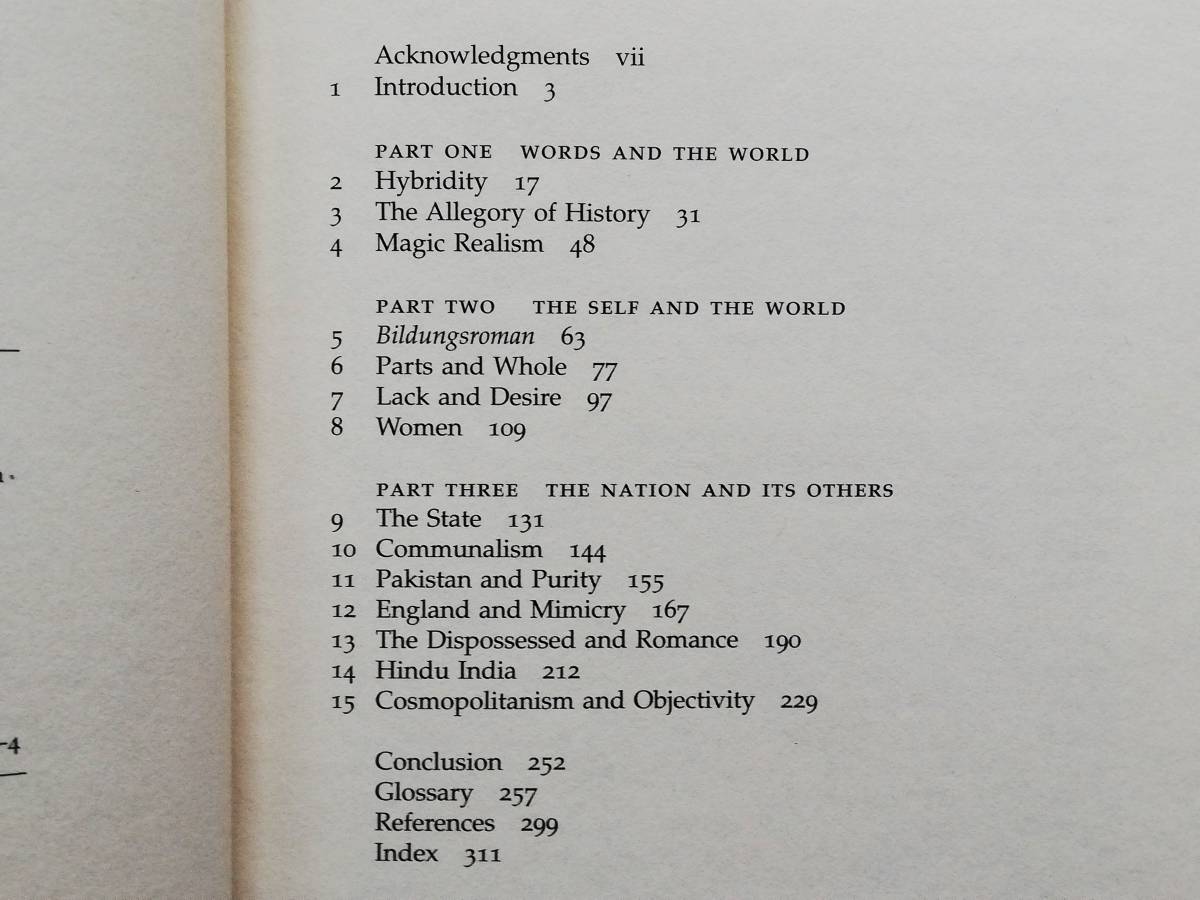 Acknowledgments vii
1 Introduction 3
PART ONE WORDS AND THE WORLD
2 Hybridity 17
3 The Allegory of History 31
4 Magic Realism 48
PART TWO THE SELF AND THE WORLD
5 Bildungsroman 63
6 Parts and Whole 77
7 Lack and Desire 97
8 Women 109
PART THREE THE NATION AND ITS OTHERS
9 The State 131
10 Communalism 144
11 Pakistan and Purity 155
12 England and Mimicry 167
13 The Dispossessed and Romance 190
14 Hindu India 212
15 Cosmopolitanism and Objectivity 229
Conclusion 252
Glossary 257
References 299
Index 311
-4